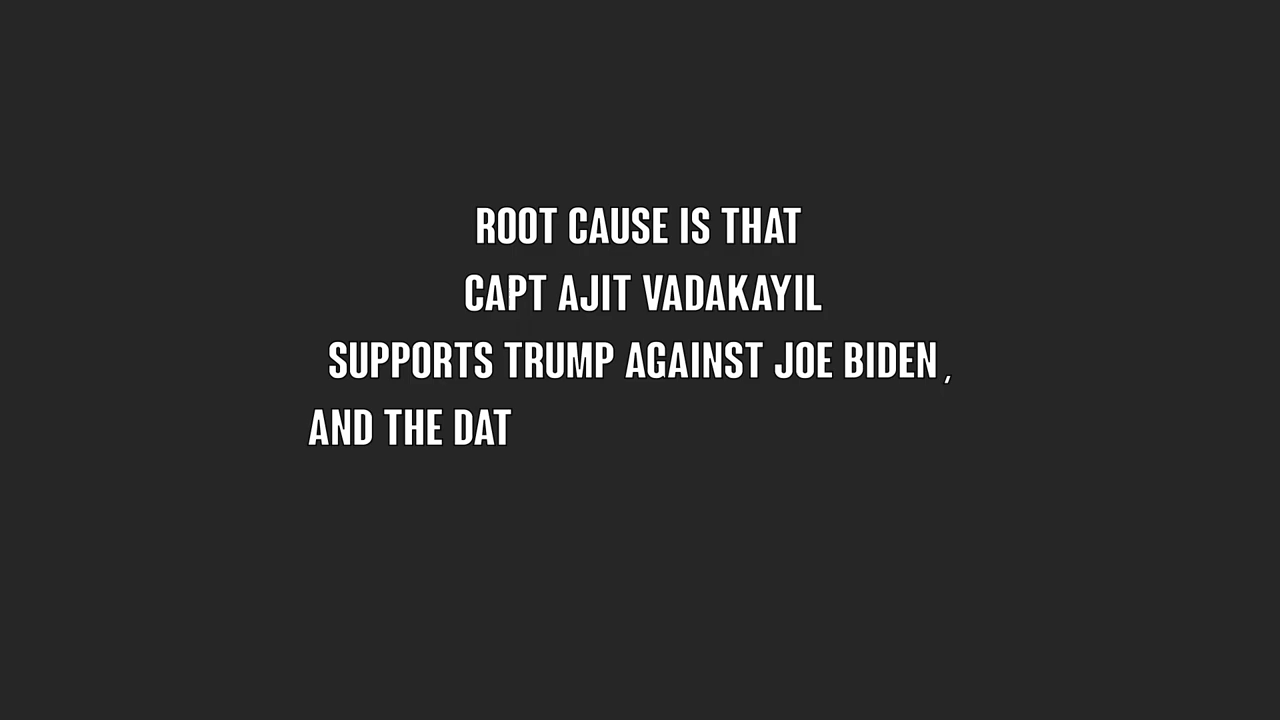 ROOT CAUSE IS THAT
CAPT AJIT VADAKAYIL
SUPPORTS TRUMP AGAINST JOE BIDEN ,
AND THE DAT